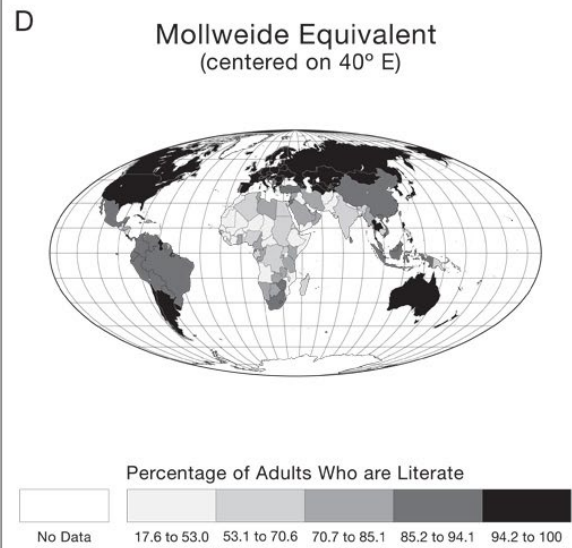 D
Mollweide Equivalent
(centered on 40° E)
Percentage of Adults Who are Literate
No Data 17.6 to 53.0 53.1 to 70.6 70.7 to 85.1 85.2 to 94.1 94.2 to 100